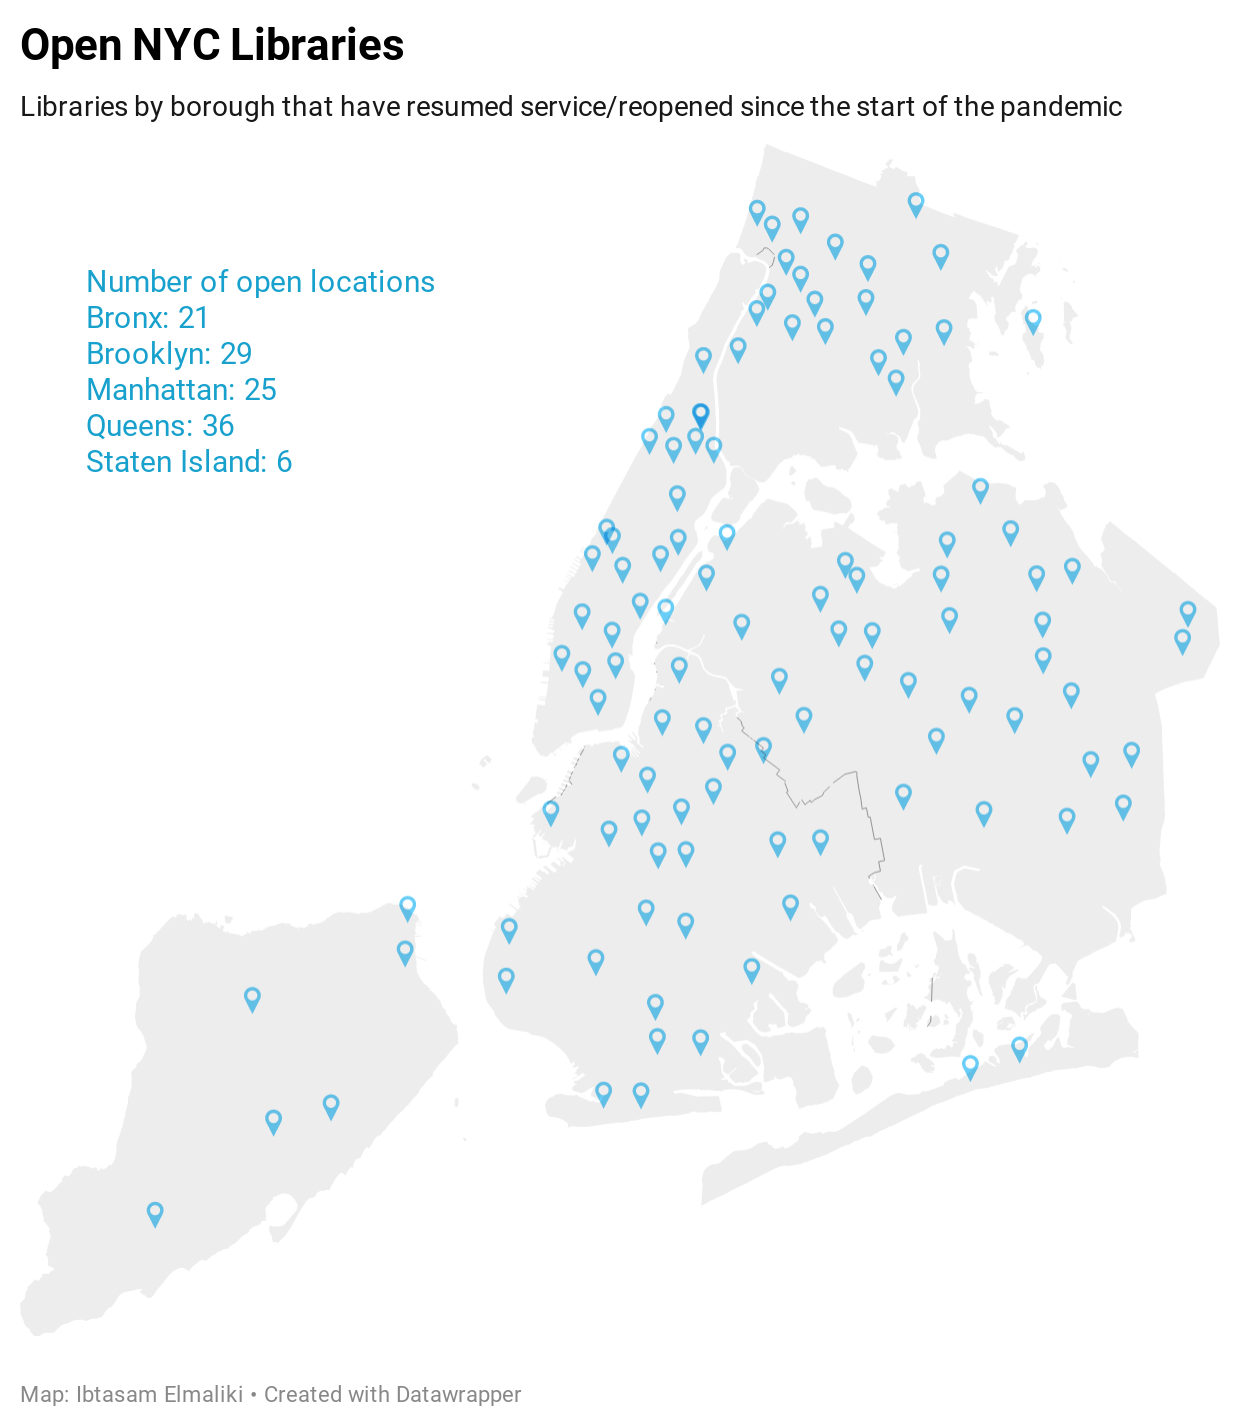 Open NYC Libraries
Libraries by borough that have resumed service/reopened since the start of the pandemic
Number of open locations
Bronx: 21
Brooklyn: 29
Manhattan: 25
Queens: 36
Staten Island: 6
Map: Ibtasam Elmaliki • Created with Datawrapper